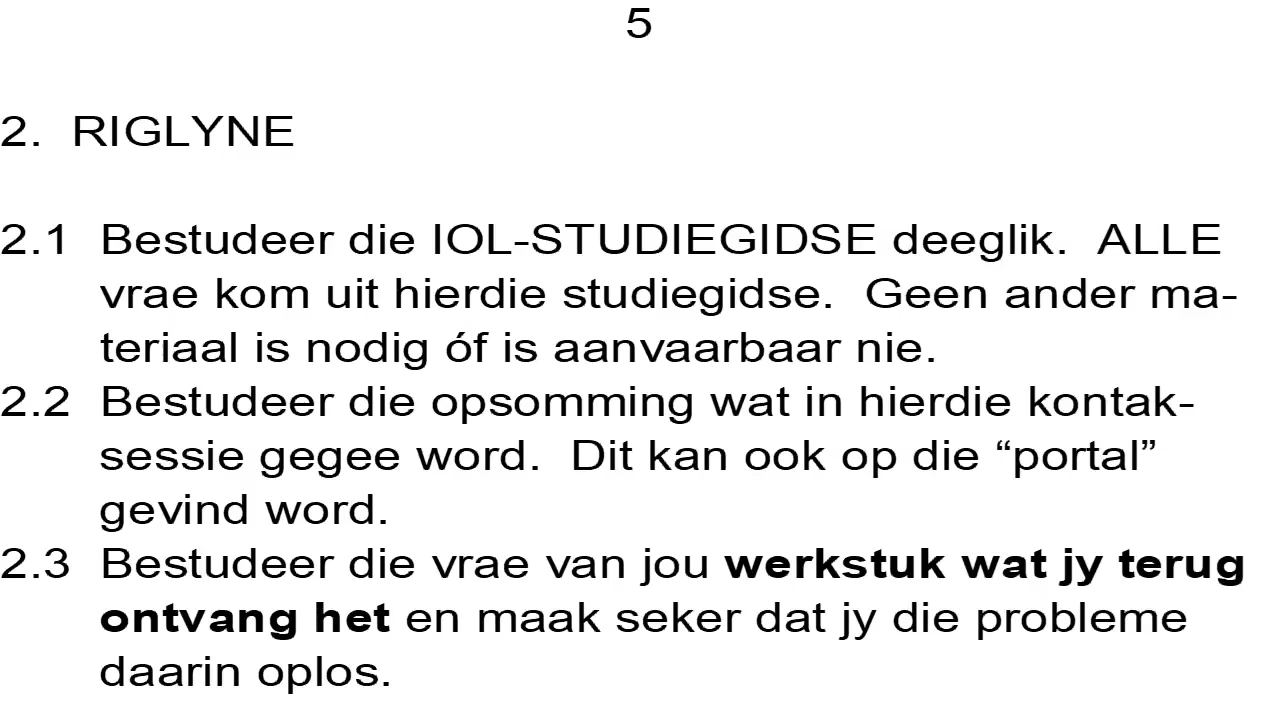 5
2. RIGLYNE
2.1 Bestudeer die IOL-STUDIEGIDSE deeglik. ALLE
vrae kom uit hierdie studiegidse. Geen ander ma-
teriaal is nodig óf is aanvaarbaar nie.
2.2 Bestudeer die opsomming wat in hierdie kontak-
sessie gegee word. Dit kan ook op die “portal”
gevind word.
2.3 Bestudeer die vrae van jou werkstuk wat jy terug
ontvang het en maak seker dat jy die probleme
daarin oplos.